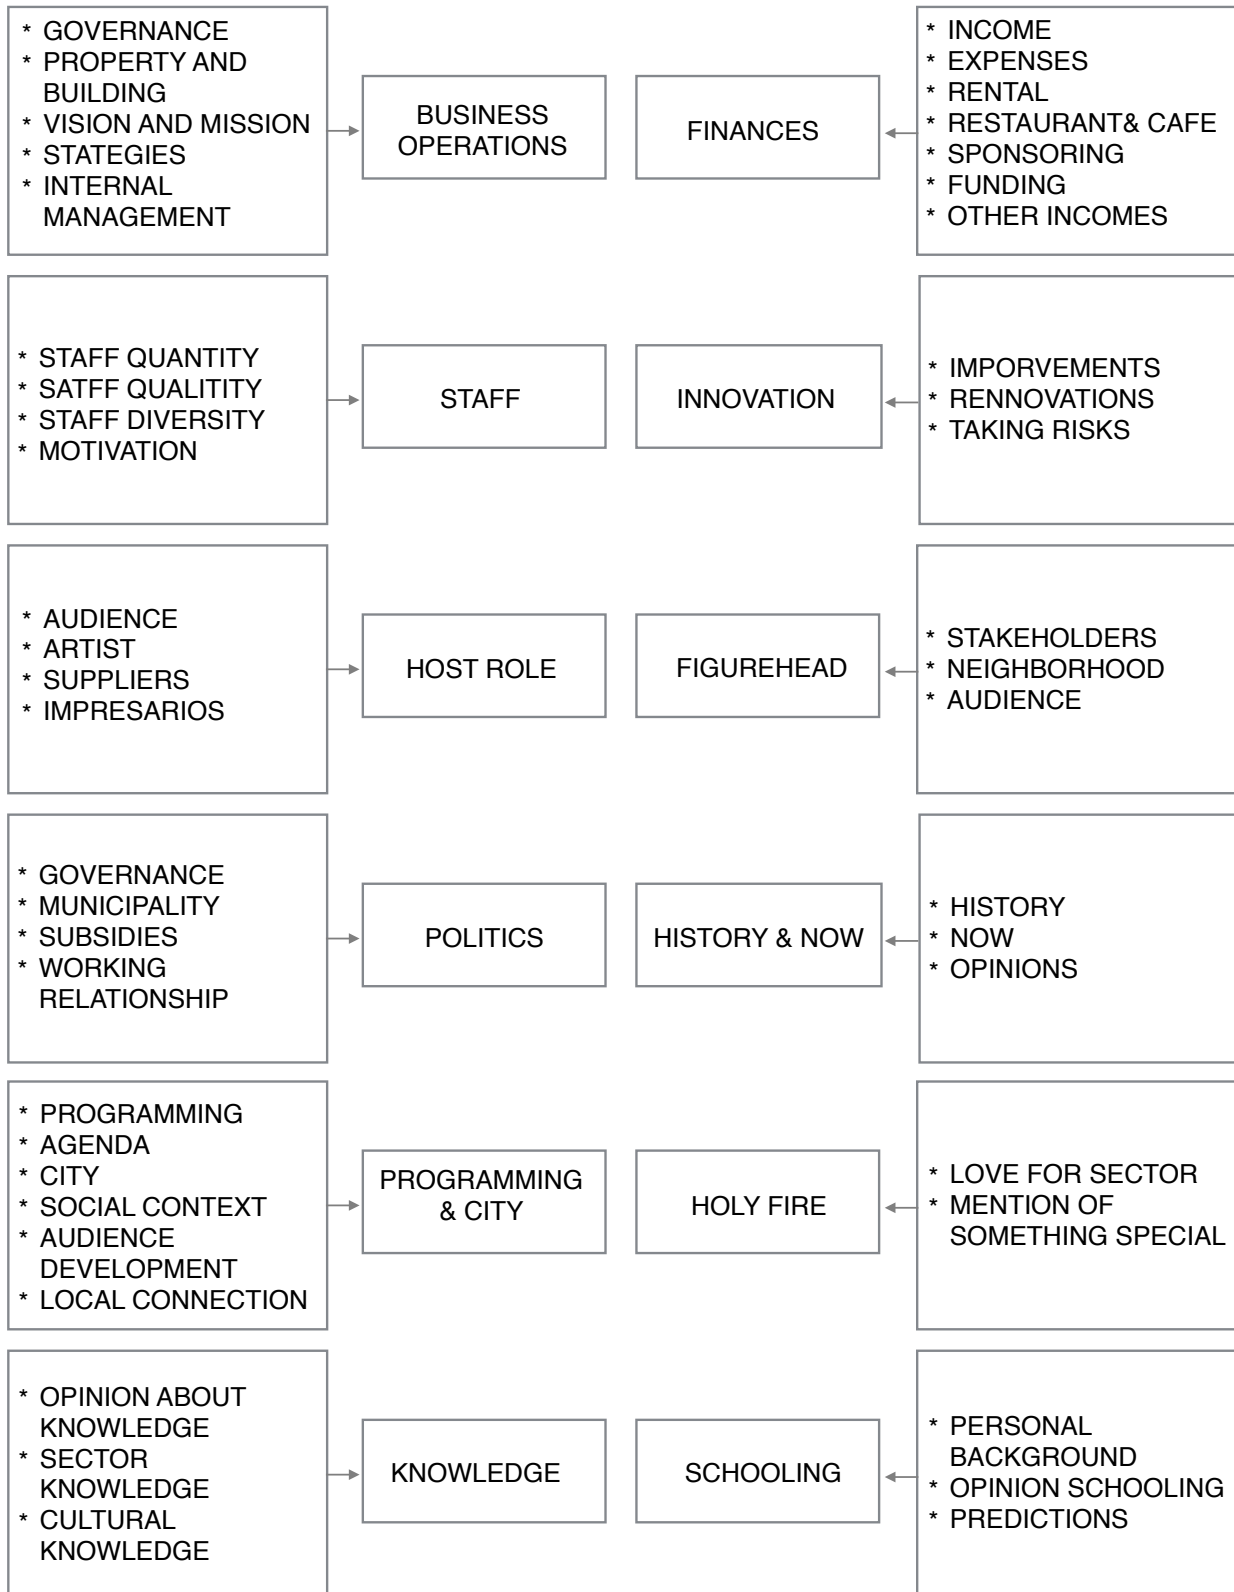 * GOVERNANCE
* PROPERTY AND
BUILDING
* VISION AND MISSION
* STATEGIES
* INTERNAL
MANAGEMENT
BUSINESS
OPERATIONS
FINANCES
* INCOME
* EXPENSES
* RENTAL
* RESTAURANT& CAFE
* SPONSORING
* FUNDING
* OTHER INCOMES
* STAFF QUANTITY
* SATFF QUALITITY
* STAFF DIVERSITY
* MOTIVATION
STAFF
INNOVATION
* IMPORVEMENTS
* RENNOVATIONS
* TAKING RISKS
* AUDIENCE
* ARTIST
* SUPPLIERS
* IMPRESARIOS
HOST ROLE
FIGUREHEAD
* STAKEHOLDERS
* NEIGHBORHOOD
* AUDIENCE
* GOVERNANCE
* MUNICIPALITY
* SUBSIDIES
* WORKING
RELATIONSHIP
POLITICS
HISTORY & NOW
* HISTORY
* NOW
* OPINIONS
* PROGRAMMING
* AGENDA
* CITY
* SOCIAL CONTEXT
* AUDIENCE
DEVELOPMENT
* LOCAL CONNECTION
PROGRAMMING
& CITY
HOLY FIRE
* LOVE FOR SECTOR
* MENTION OF
SOMETHING SPECIAL
* OPINION ABOUT
KNOWLEDGE
* SECTOR
KNOWLEDGE
* CULTURAL
KNOWLEDGE
KNOWLEDGE
SCHOOLING
* PERSONAL
BACKGROUND
* OPINION SCHOOLING
* PREDICTIONS